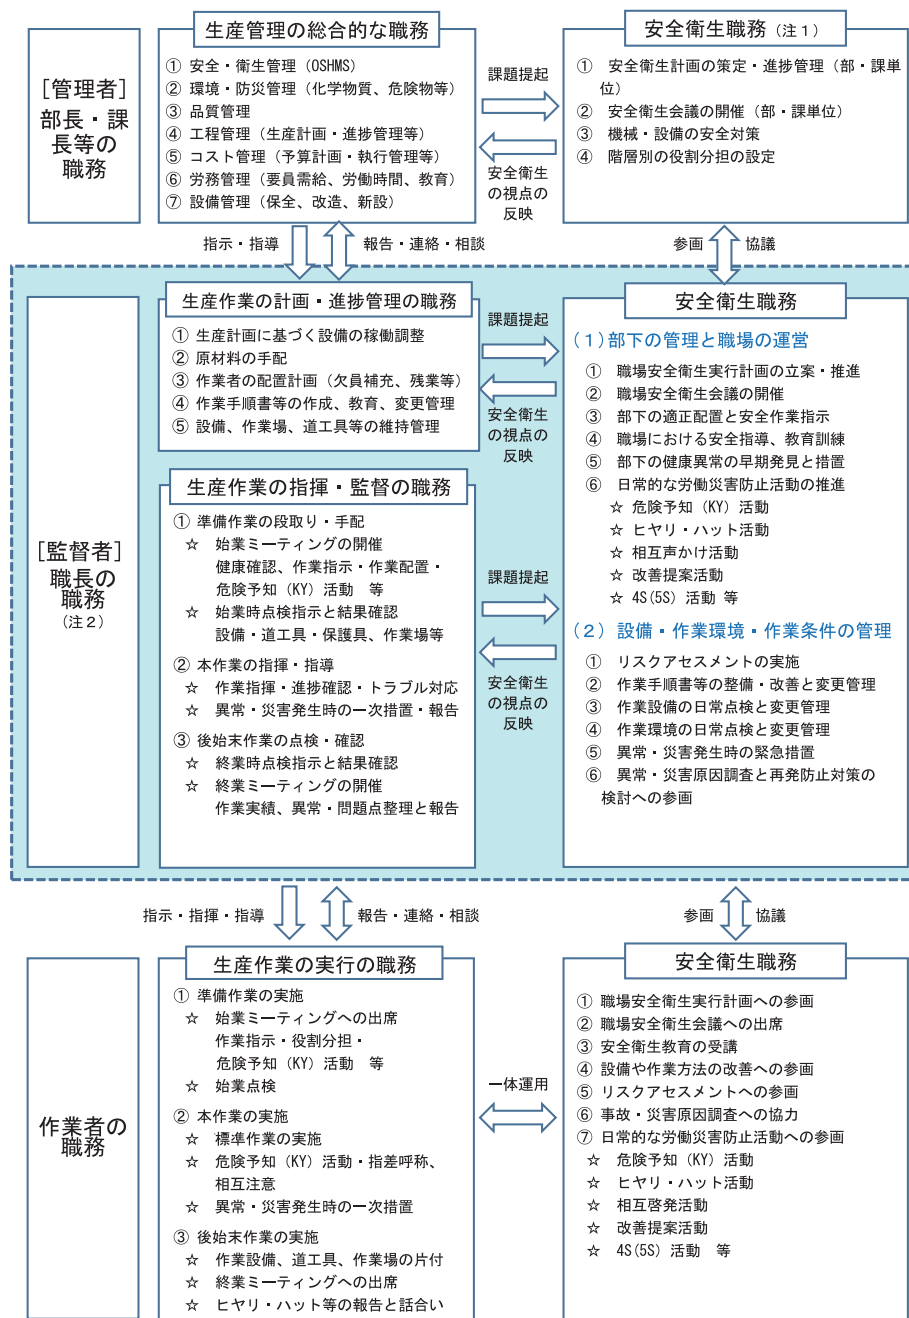 生産管理の総合的な職務
安全衛生職務（注１）
［管理者］
部長・課
長等の
職務
① 安全・衛生管理（OSHMS）
② 環境・防災管理（化学物質、危険物等）
③ 品質管理
④ 工程管理（生産計画・進捗管理等）
⑤ コスト管理（予算計画・執行管理等）
⑥ 労務管理（要員需給、労働時間、教育）
⑦ 設備管理（保全、改造、新設）
課題提起
安全衛生
の視点の
反映
① 安全衛生計画の策定・進捗管理（部・課単
位）
② 安全衛生会議の開催（部・課単位）
③ 機械・設備の安全対策
④ 階層別の役割分担の設定
指示・指導
報告・連絡・相談
参画
協議
［監督者］
職長の
職務
（注２）
生産作業の計画・進捗管理の職務
① 生産計画に基づく設備の稼働調整
② 原材料の手配
③ 作業者の配置計画（欠員補充、残業等）
④ 作業手順書等の作成、教育、変更管理
⑤ 設備、作業場、道工具等の維持管理
課題提起
安全衛生
の視点の
反映
生産作業の指揮・監督の職務
① 準備作業の段取り・手配
☆ 始業ミーティングの開催
健康確認、作業指示・作業配置・
危険予知（KY）活動 等
☆ 始業時点検指示と結果確認
設備・道工具・保護具、作業場等
② 本作業の指揮・指導
☆ 作業指揮・進捗確認・トラブル対応
☆ 異常・災害発生時の一次措置・報告
③ 後始末作業の点検・確認
☆ 終業時点検指示と結果確認
☆ 終業ミーティングの開催
作業実績、異常・問題点整理と報告
課題提起
安全衛生
の視点の
反映
安全衛生職務
（１）部下の管理と職場の運営
① 職場安全衛生実行計画の立案・推進
② 職場安全衛生会議の開催
③ 部下の適正配置と安全作業指示
④ 職場における安全指導、教育訓練
⑤ 部下の健康異常の早期発見と措置
⑥ 日常的な労働災害防止活動の推進
☆ 危険予知（KY）活動
☆ ヒヤリ・ハット活動
☆ 相互声かけ活動
☆ 改善提案活動
☆ 4S(5S）活動 等
（２）設備・作業環境・作業条件の管理
① リスクアセスメントの実施
② 作業手順書等の整備・改善と変更管理
③ 作業設備の日常点検と変更管理
④ 作業環境の日常点検と変更管理
⑤ 異常・災害発生時の緊急措置
⑥ 異常・災害原因調査と再発防止対策の
検討への参画
指示・指揮・指導
報告・連絡・相談
参画
協議
作業者の
職務
生産作業の実行の職務
① 準備作業の実施
☆ 始業ミーティングへの出席
作業指示・役割分担・
危険予知（KY）活動 等
☆ 始業点検
② 本作業の実施
☆ 標準作業の実施
☆ 危険予知（KY）活動・指差呼称、
相互注意
☆ 異常・災害発生時の一次措置
③ 後始末作業の実施
☆ 作業設備、道工具、作業場の片付
☆ 終業ミーティングへの出席
☆ ヒヤリ・ハット等の報告と話合い
一体運用
安全衛生職務
① 職場安全衛生実行計画への参画
② 職場安全衛生会議への出席
③ 安全衛生教育の受講
④ 設備や作業方法の改善への参画
⑤ リスクアセスメントへの参画
⑥ 事故・災害原因調査への協力
⑦ 日常的な労働災害防止活動への参画
☆ 危険予知（KY）活動
☆ ヒヤリ・ハット活動
☆ 相互啓発活動
☆ 改善提案活動
☆ 4S(5S）活動 等